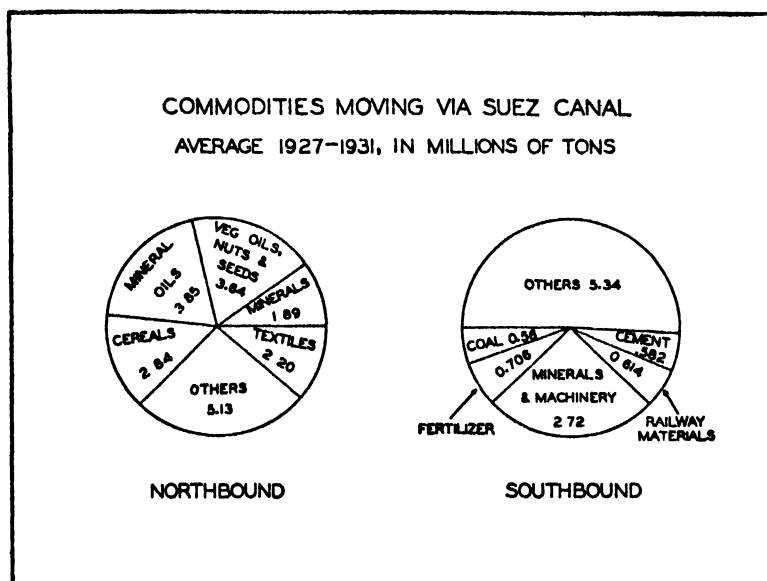 COMMODITIES MOVING VIA SUEZ CANAL
AVERAGE 1927-1931, IN MILLIONS OF TONS
VEG OILS,
NUTS &
SEEDS
3.64
MINERALS
1 89
TEXTILES
2 20
OTHERS
5.13
CEREALS
2 84
MINERAL
OILS
3 85
NORTHBOUND
OTHERS 5.34
CEMENT
.582
0 614
RAILWAY
MATERIALS
MINERALS
& MACHINERY
2 72
0.706
FERTILIZER
COAL 0.56
SOUTHBOUND